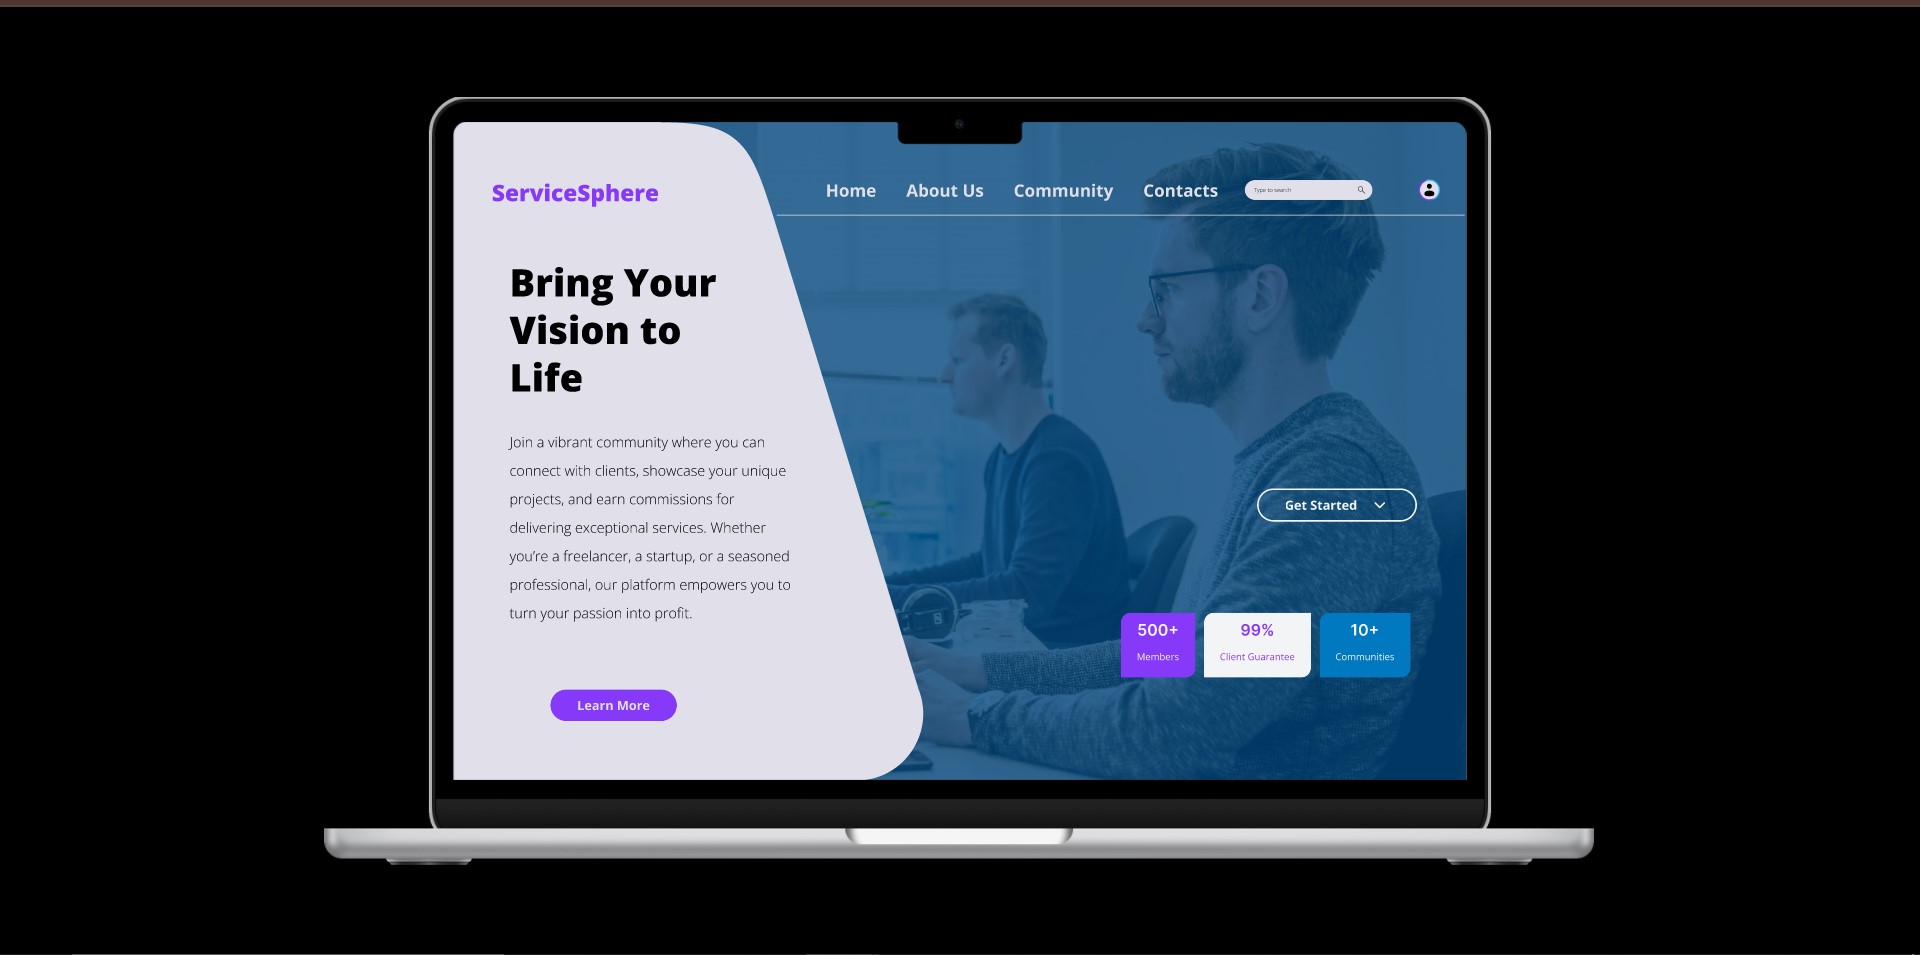 ServiceSphere
Home About Us Community Contacts
Type to search
Bring Your
Vision to
Life
Join a vibrant community where you can
connect with clients, showcase your unique
projects, and earn commissions for
delivering exceptional services. Whether
you're a freelancer, a startup, or a seasoned
professional, our platform empowers you to
turn your passion into profit.
Learn More
Get Started
500+
Members
99%
Client Guarantee
10+
Communities